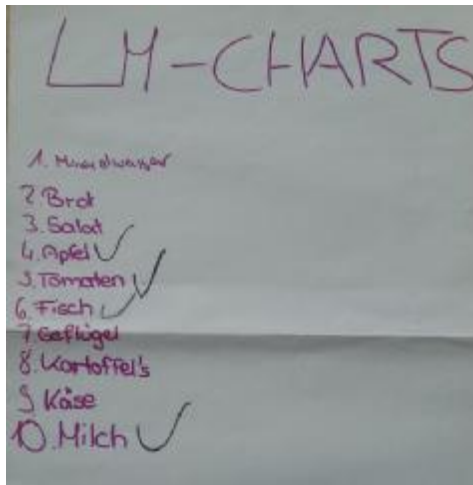 LM-CHARTS
1. Mineralwasser
2. Brot
3. Salat
4. Apfel
5. Tomaten
6. Fisch
7. Geflügel
8. Kartoffel's
9. Käse
10. Milch